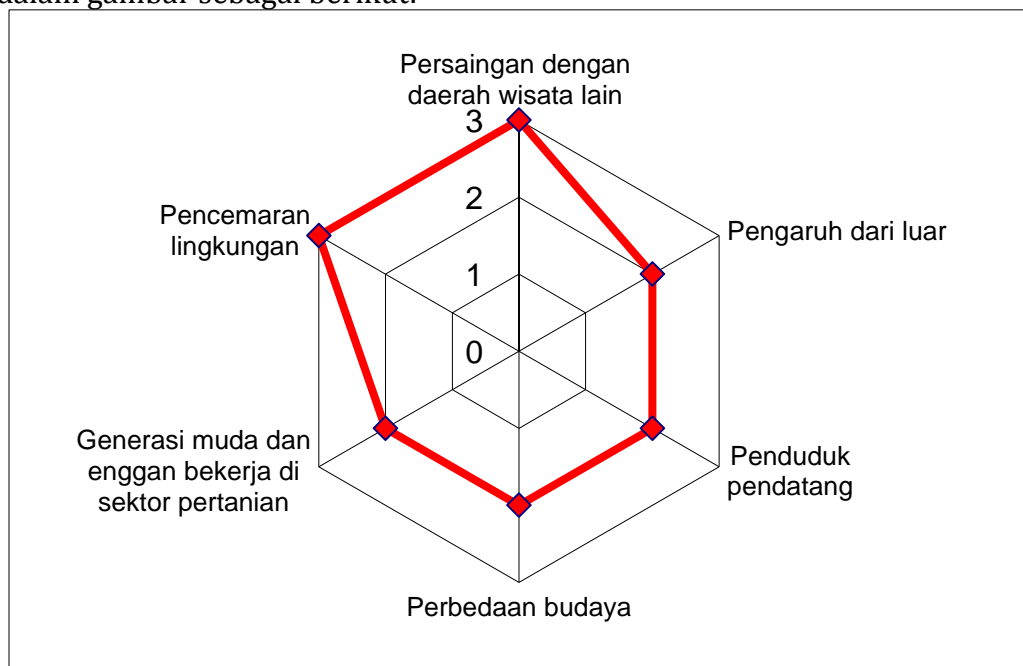 dalam gambar sebagai berikut:
Persaingan dengan
daerah wisata lain
3
2
1
0
Pengaruh dari luar
Penduduk
pendatang
Perbedaan budaya
Generasi muda dan
enggan bekerja di
sektor pertanian
Pencemaran
lingkungan